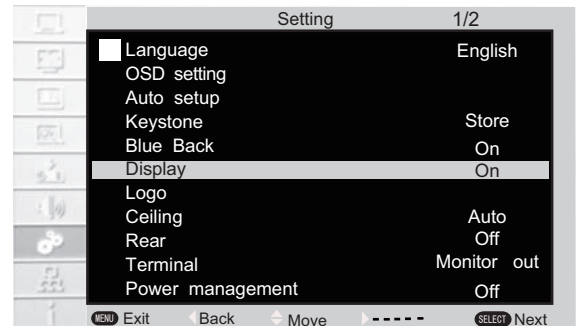 Setting 1/2
Language English
OSD setting
Auto setup
Keystone Store
Blue Back On
Display On
Logo
Ceiling Auto
Rear Off
Terminal Monitor out
Power management Off
MENU Exit Back Move ----- SELECT Next